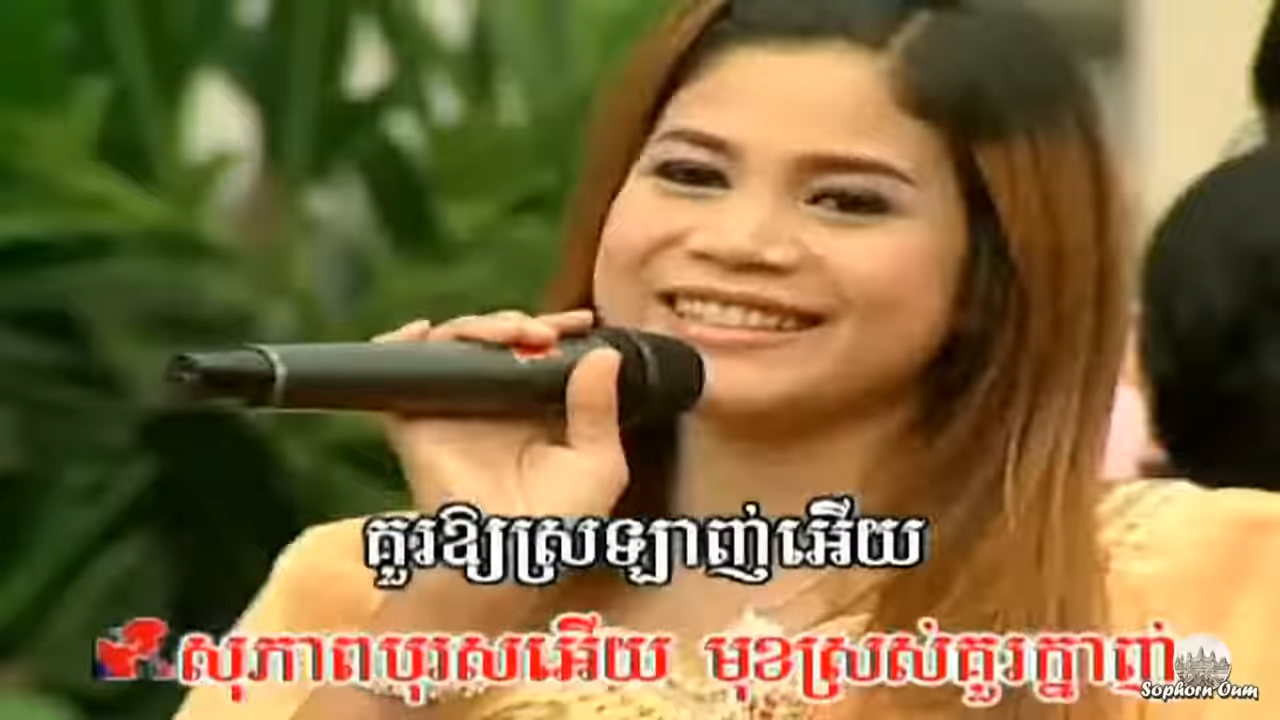 គួរឱ្យស្រឡាញ់អើយ
សុភាពបុរសអើយ មុខស្រស់គួរក្នាញ់
Sophorn Oum